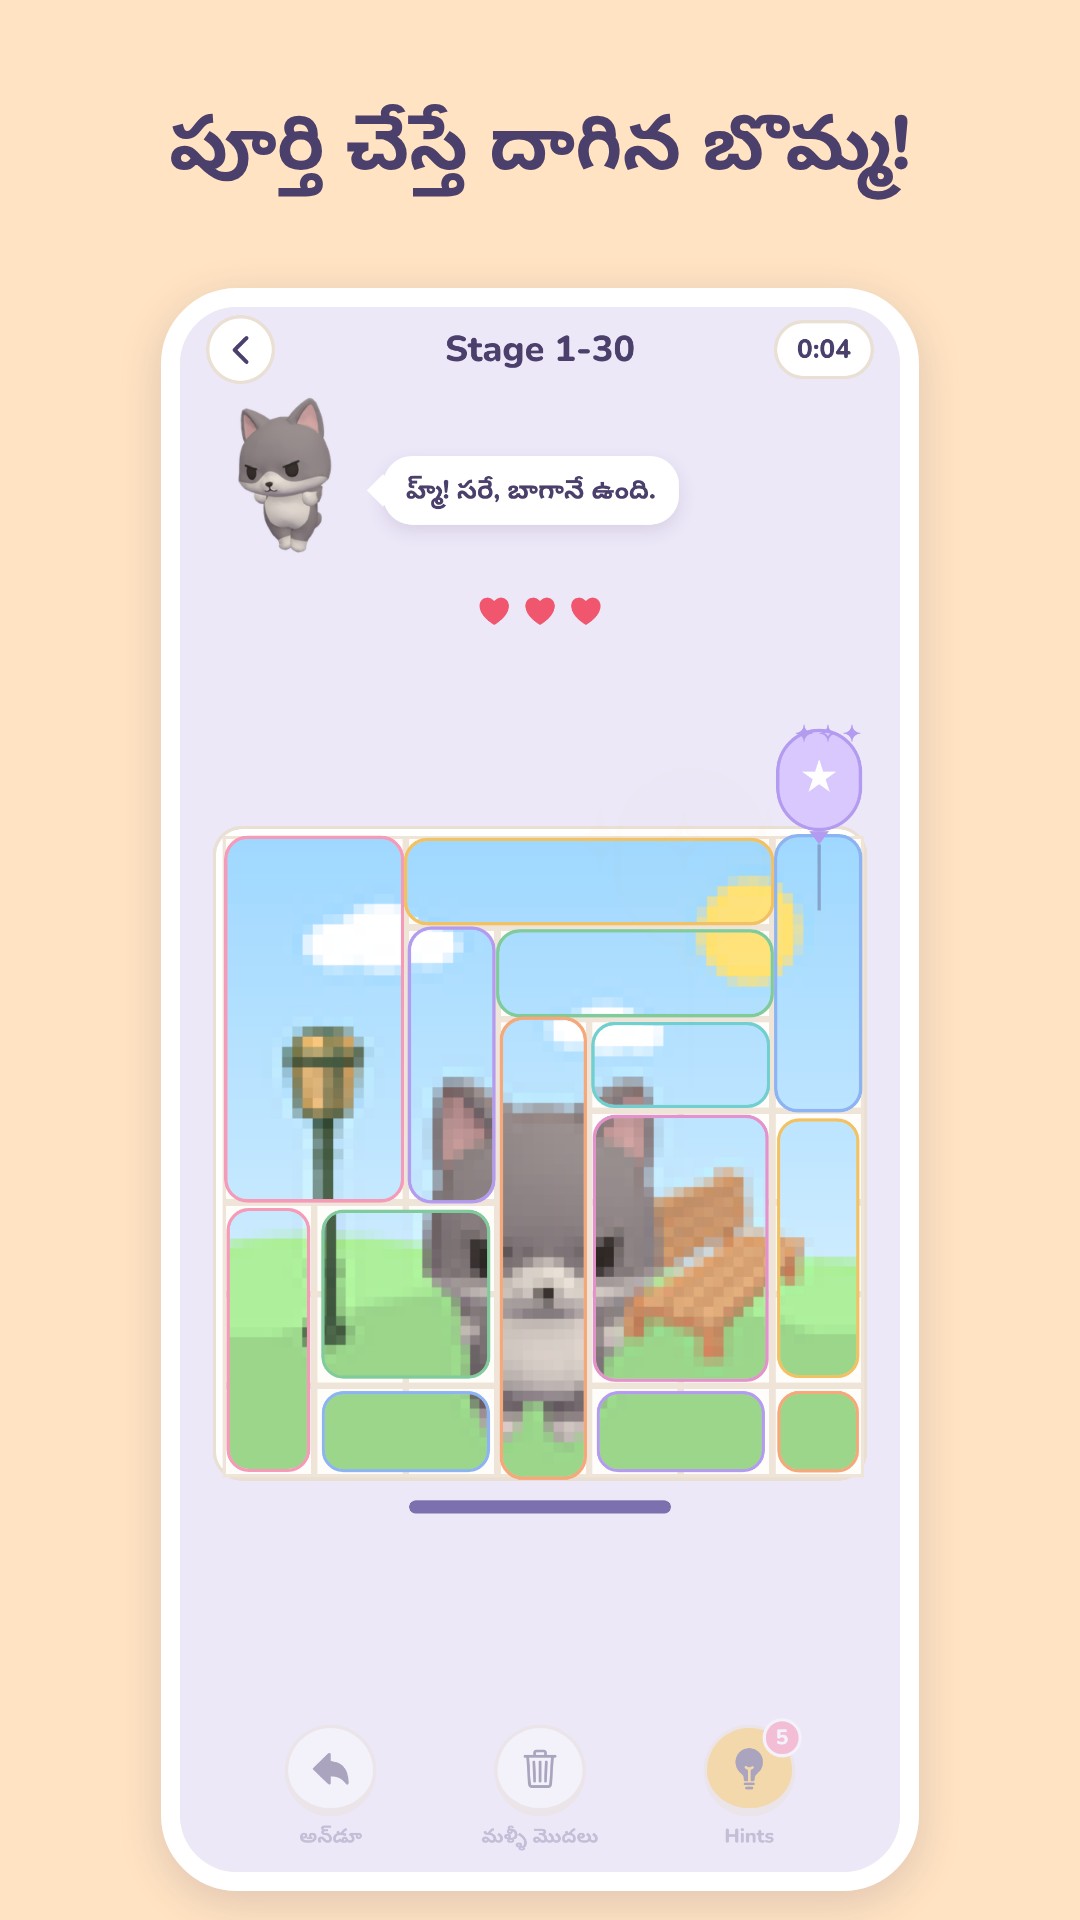 పూర్తి చేస్తే దాగిన బొమ్మ!
Stage 1-30
0:04
హ్మ్! సరే, బాగానే ఉంది.
5
అన్‌డూ
మళ్ళీ మొదలు
Hints